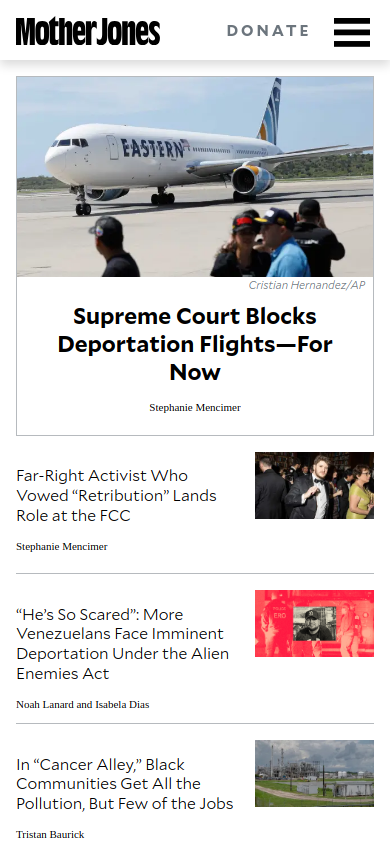 Mother Jones
DONATE
EASTERN
Cristian Hernandez/AP
Supreme Court Blocks
Deportation Flights—For
Now
Stephanie Mencimer
Far-Right Activist Who
Vowed “Retribution” Lands
Role at the FCC
Stephanie Mencimer
“He’s So Scared”: More
Venezuelans Face Imminent
Deportation Under the Alien
Enemies Act
Noah Lanard and Isabela Dias
POLICE
ERO
In “Cancer Alley,” Black
Communities Get All the
Pollution, But Few of the Jobs
Tristan Baurick